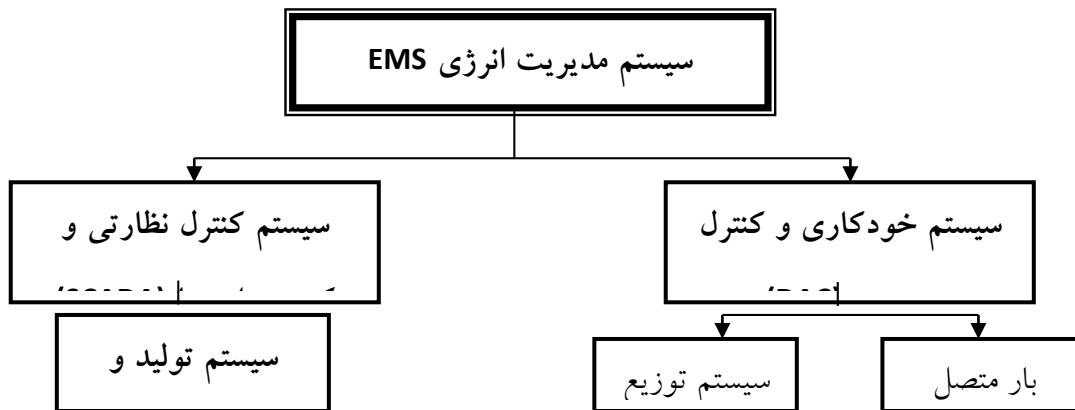 سیستم مدیریت انرژی EMS
سیستم کنترل نظارتی و
سیستم خودکاری و کنترل
سیستم تولید و
سیستم توزیع
بار متصل